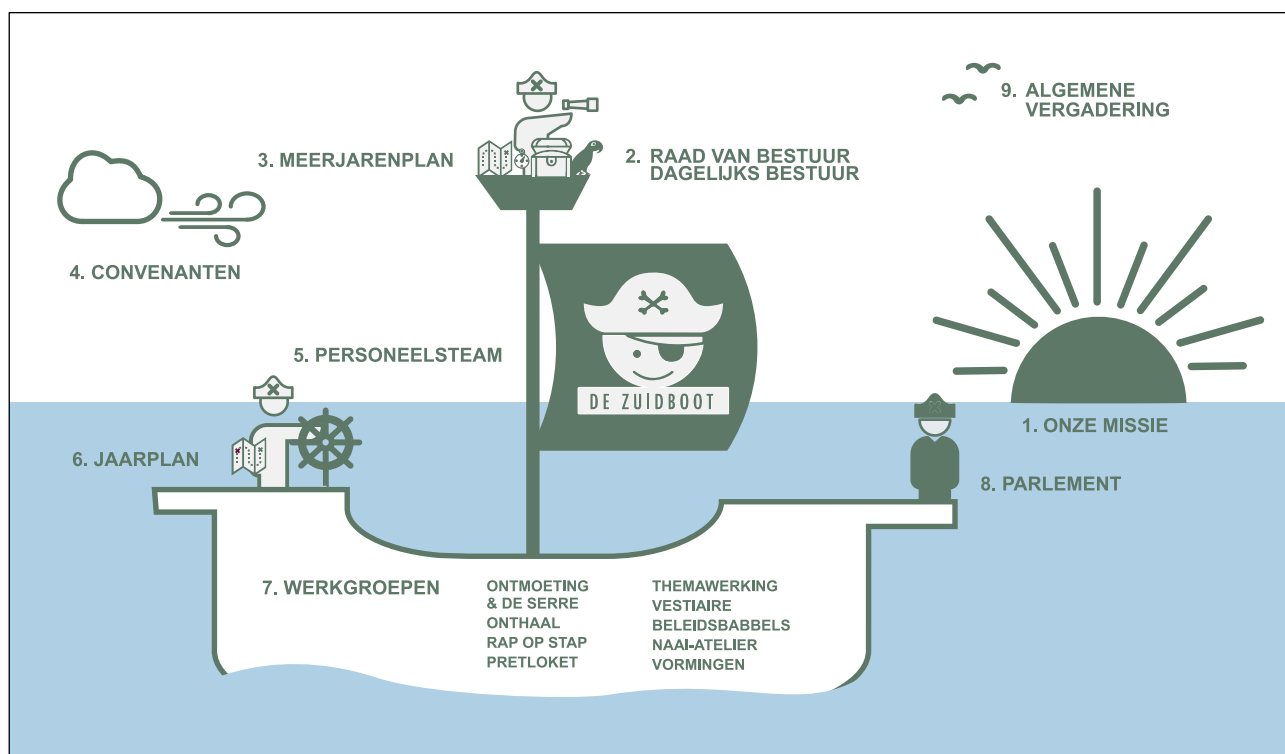 9. ALGEMENE
VERGADERING
3. MEERJARENPLAN
2. RAAD VAN BESTUUR
DAGELIJKS BESTUUR
4. CONVENANTEN
5. PERSONEELSTEAM
DE ZUIDBOOT
1. ONZE MISSIE
6. JAARPLAN
8. PARLEMENT
7. WERKGROEPEN
ONTMOETING
& DE SERRE
ONTHAAL
RAP OP STAP
PRETLOKET
THEMAWERKING
VESTIAIRE
BELEIDSBABBELS
NAAI-ATELIER
VORMINGEN